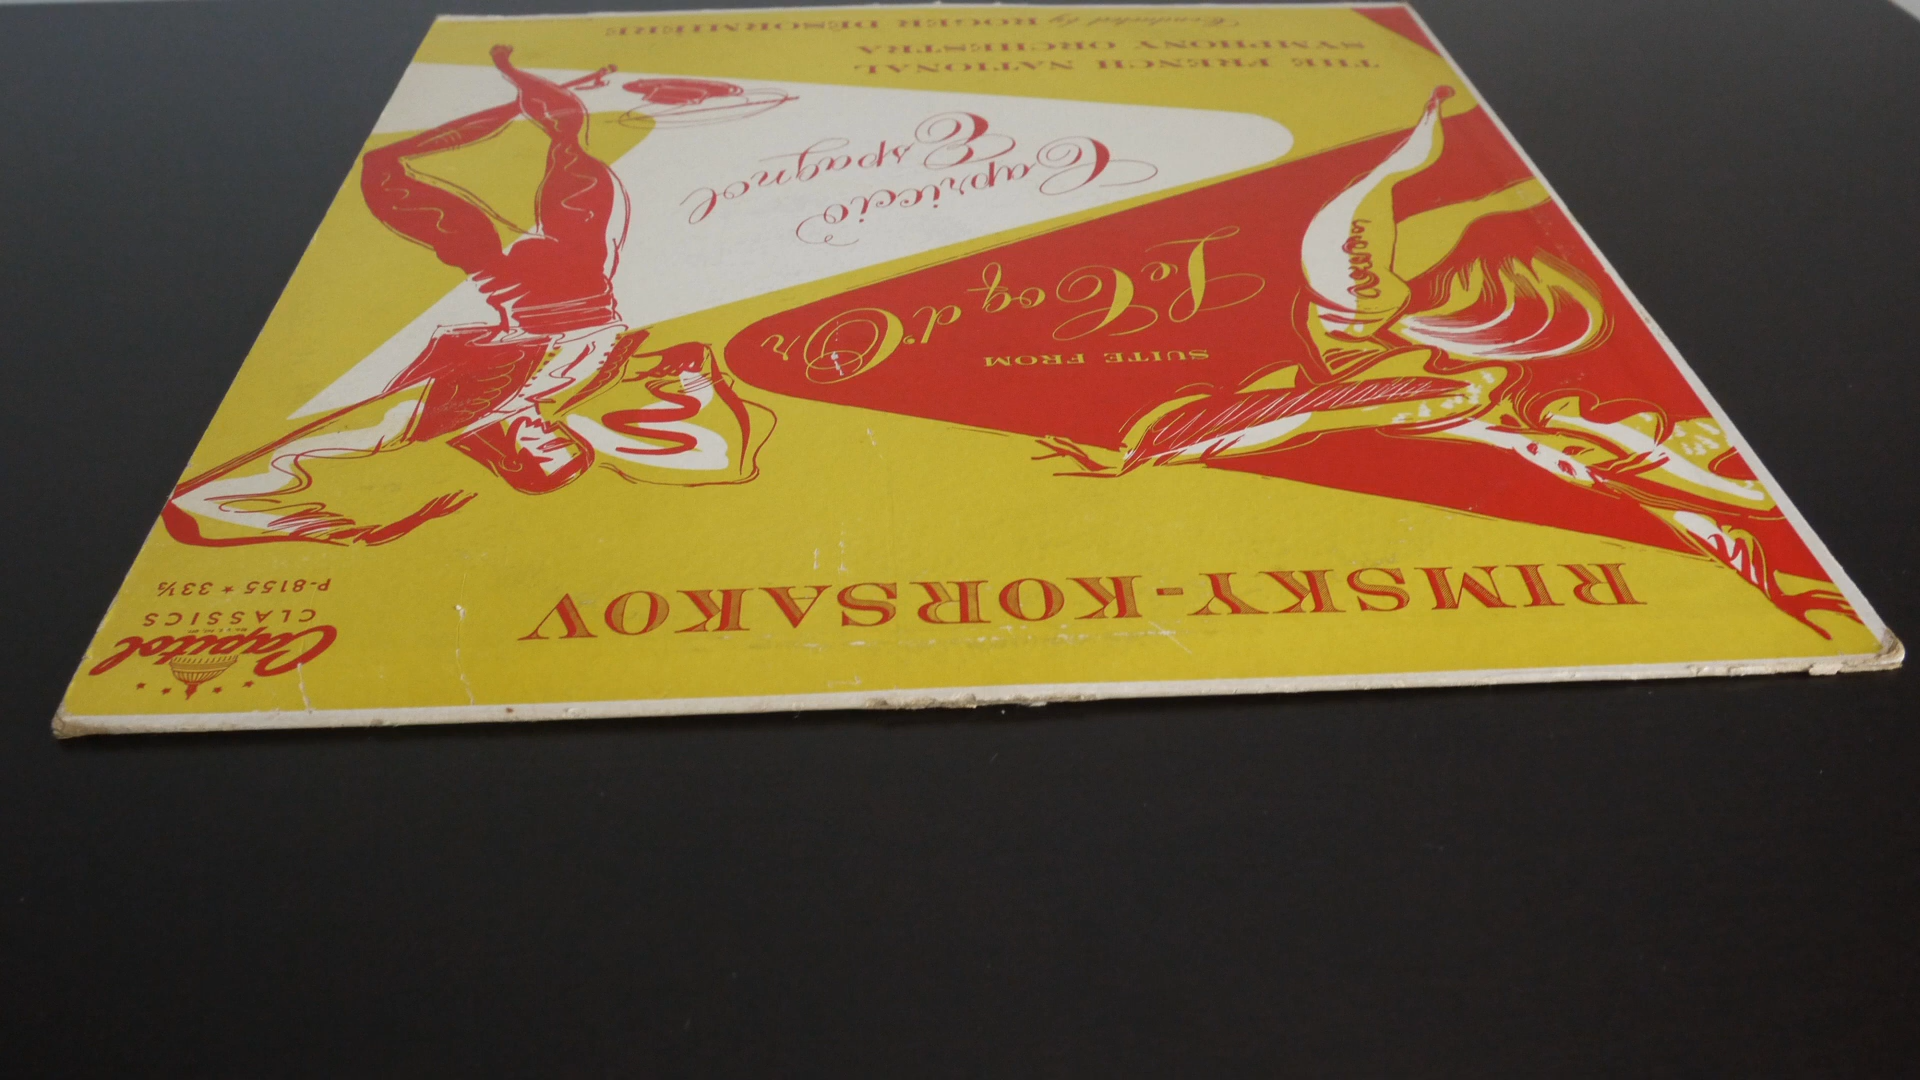 RIMSKY-KORSAKOV
Capitol
CLASSICS
P-8155 * 33⅓
SUITE FROM
Le Coq d'Or
Capriccio
Espagnol
THE FRENCH NATIONAL
SYMPHONY ORCHESTRA
Conducted by ROGER DESORMIERE